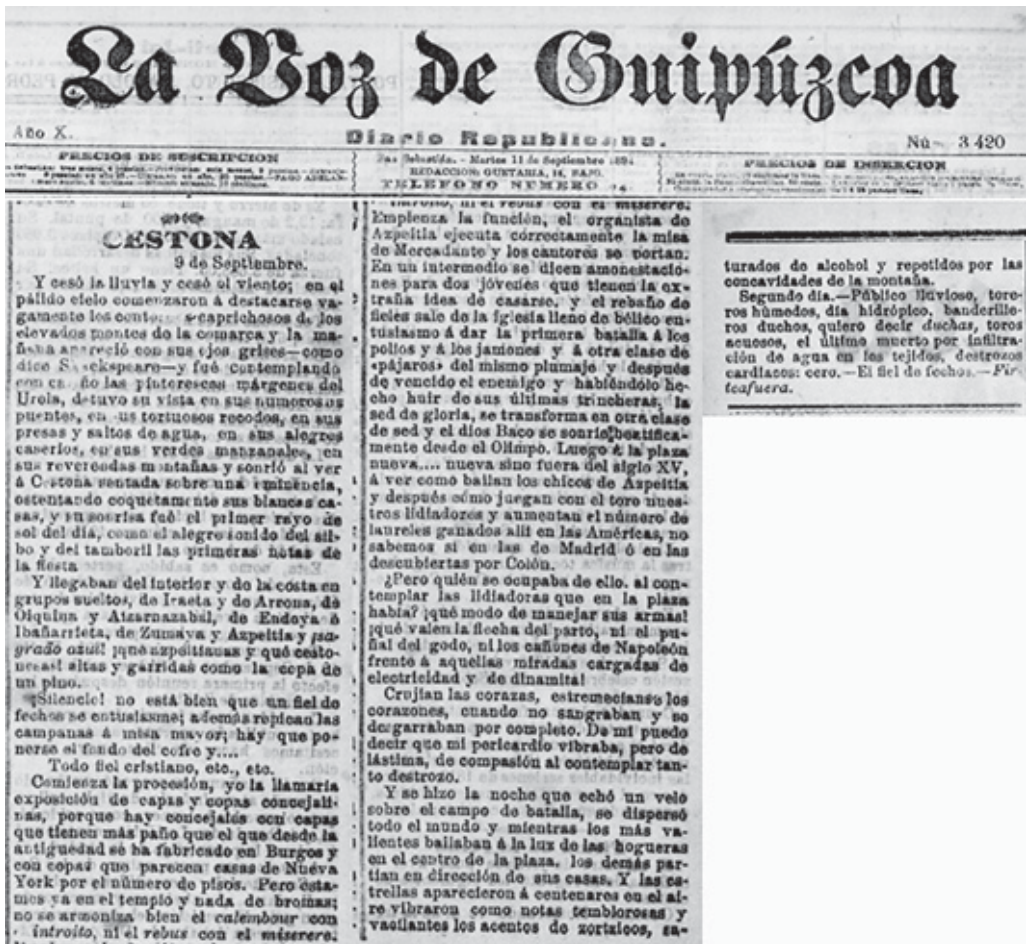 La Voz de Guipúzcoa
Año X.
Diario Republicano.
Nú 3 420
PRECIOS DE SUSCRIPCION
San Sebastián. - Martes 11 de Septiembre 189
REDACCION: GUETARIA, 14, BAJO.
TELEFONO NUMERO 74.
PRECIOS DE INSERCION
CESTONA
9 de Septiembre.
Y cesó la lluvia y cesó el viento; en el
pálido cielo comenzaron á destacarse va-
gamente los caprichosos de los
elevados montes de la comarca y la ma-
ñana apareció con sus ojos grises—como
dice —y fué contemplando
con las pintorescas márgenes del
Urola, detuvo su vista en sus numerosos
puentes, en us tortuosos recodos, en sus
presas y saltos de agua, en sus alegres
caseríos, en sus verdes manzanales, en
sus reverendas montañas y sonrió al ver
á Cestona sentada sobre una eminencia,
ostentando coquetamente sus blancas ca-
sas, y su sonrisa fué el primer rayo de
sol del día, como el alegre sonido del sil-
bo y del tamboril las primeras notas de
la fiesta
Y llegaban del interior y de la costa en
grupos sueltos, de Iraeta y de Arrona, de
Oiquina y Aizarnazabal, de Endoya é
Ibañarrieta, de Zumaya y Azpeitia y ¡sa-
grado azul! ¡qué azpeitianas y qué cesto-
nesas! altas y garridas como la copa de
un pino.
¡Silencio! no está bien que un fiel de
fechos se entusiasme; además repican las
campanas á misa mayor; hay que po-
nerse el fondo del cofre y....
Todo fiel cristiano, etc., etc.
Comienza la procesión, yo la llamaría
exposición de capas y copas concejali-
nas, porque hay concejales con capas
que tienen más paño que el que desde la
antiguedad se ha fabricado en Burgos y
con copas que parecen casas de Nueva
York por el número de pisos. Pero esta-
mos ya en el templo y nada de bromas;
no se armoniza bien el calembour con
introito, ni el rebus con el miserere.
introito, ni el rebus con el miserere.
Empienza la función, el organista de
Azpeitia ejecuta correctamente la misa
de Mercadante y los cantores se portan.
En un intermedio se dicen amonestacio-
nes para dos jóvenes que tienen la ex-
traña idea de casarse, y el rebaño de
fieles sale de la iglesia lleno de bélico en-
tusiasmo á dar la primera batalla á los
pollos y á los jamones y á otra clase de
«pájaros» del mismo plumaje y después
de vencido el enemigo y habiéndolo he-
cho huir de sus últimas trincheras, la
sed de gloria, se transforma en otra clase
de sed y el dios Baco se sonríe beatífica-
mente desde el Olimpo. Luego á la plaza
nueva.... nueva sino fuera del siglo XV,
á ver como bailan los chicos de Azpeitia
y después cómo juegan con el toro nues-
tros lidiadores y aumentan el número de
laureles ganados allí en las Américas, no
sabemos si en las de Madrid ó en las
descubiertas por Colón.
¿Pero quién se ocupaba de ello, al con-
templar las lidiadoras que en la plaza
había? ¡qué modo de manejar sus armas!
¡qué valen la flecha del parto, ni el pu-
ñal del godo, ni los cañones de Napoleón
frente á aquellas miradas cargadas de
electricidad y de dinamita!
Crujían las corazas, estremecíanse los
corazones, cuando no sangraban y se
desgarraban por completo. De mi puedo
decir que mi pericardio vibraba, pero de
lástima, de compasión al contemplar tan-
to destrozo.
Y se hizo la noche que echó un velo
sobre el campo de batalla, se dispersó
todo el mundo y mientras los más va-
lientes bailaban á la luz de las hogueras
en el centro de la plaza, los demás par-
tían en dirección de sus casas. Y las es-
trellas aparecieron á centenares en el ai-
re vibraron como notas temblorosas y
vacilantes los acentos de zortzicos, sa-
turados de alcohol y repetidos por las
concavidades de la montaña.
Segundo día.—Público lluvioso, tore-
ros húmedos, día hidrópico, banderille-
ros duchos, quiero decir duchas, toros
acuosos, el último muerto por infiltra-
ción de agua en los tejidos, destrozos
cardiacos: cero.—El fiel de fechos.—Fir-
teafuera.